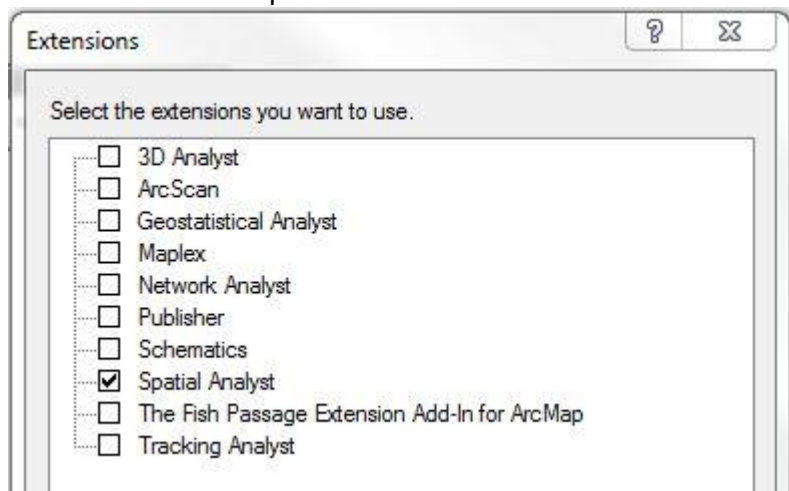 Extensions
Select the extensions you want to use.
3D Analyst
ArcScan
Geostatistical Analyst
Maplex
Network Analyst
Publisher
Schematics
Spatial Analyst
The Fish Passage Extension Add-In for ArcMap
Tracking Analyst